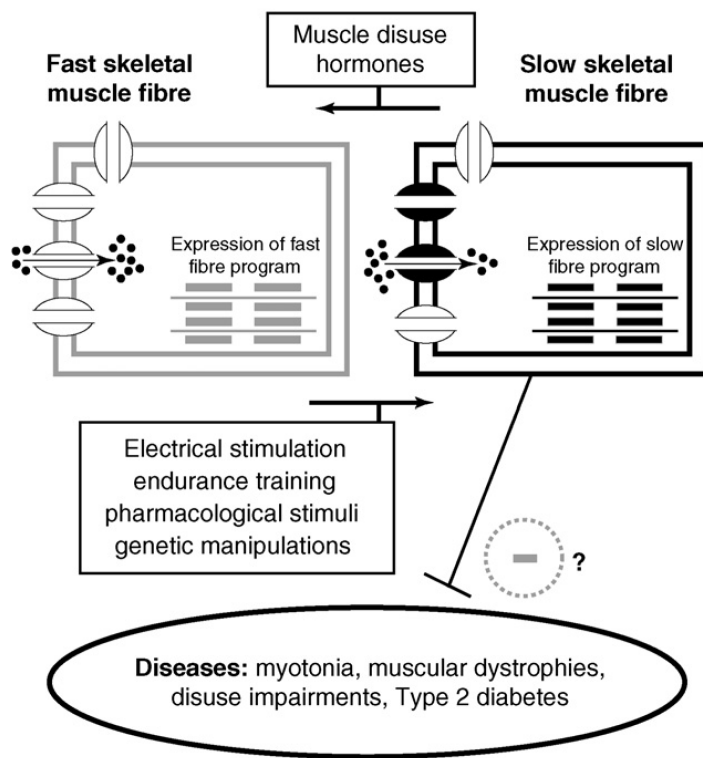 Muscle disuse
hormones
Fast skeletal
muscle fibre
Slow skeletal
muscle fibre
Expression of fast
fibre program
Expression of slow
fibre program
Electrical stimulation
endurance training
pharmacological stimuli
genetic manipulations
?
Diseases: myotonia, muscular dystrophies,
disuse impairments, Type 2 diabetes